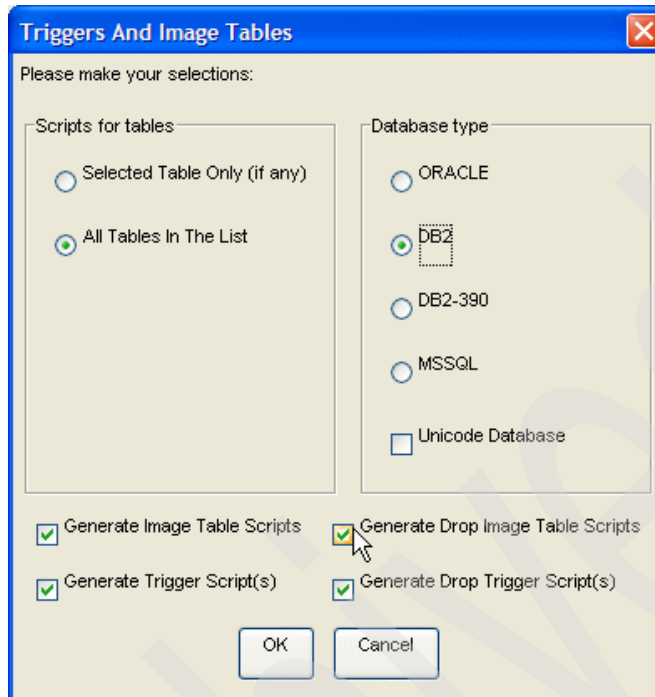 Triggers And Image Tables
Please make your selections:
Scripts for tables
Selected Table Only (if any)
All Tables In The List
Database type
ORACLE
DB2
DB2-390
MSSQL
Unicode Database
Generate Image Table Scripts
Generate Drop Image Table Scripts
Generate Trigger Script(s)
Generate Drop Trigger Script(s)
OK
Cancel